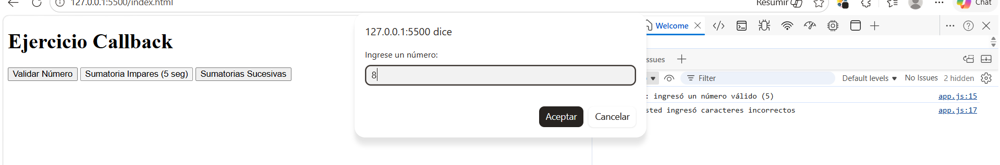 127.0.0.1:5500/index.html
Resumir
Chat
127.0.0.1:5500 dice
Ingrese un número:
8
Aceptar
Cancelar
Ejercicio Callback
Validar Número
Sumatoria Impares (5 seg)
Sumatorias Sucesivas
Welcome
Filter
Default levels
No Issues
2 hidden
: ingresó un número válido (5)
app.js:15
ingresó caracteres incorrectos
app.js:17